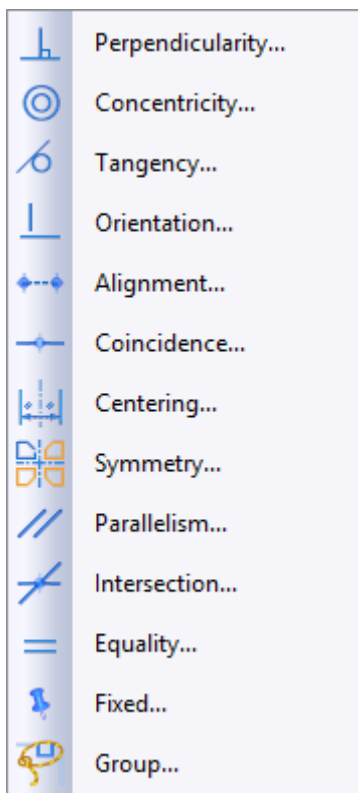 Perpendicularity...
Concentricity...
Tangency...
Orientation...
Alignment...
Coincidence...
Centering...
Symmetry...
Parallelism...
Intersection...
Equality...
Fixed...
Group...